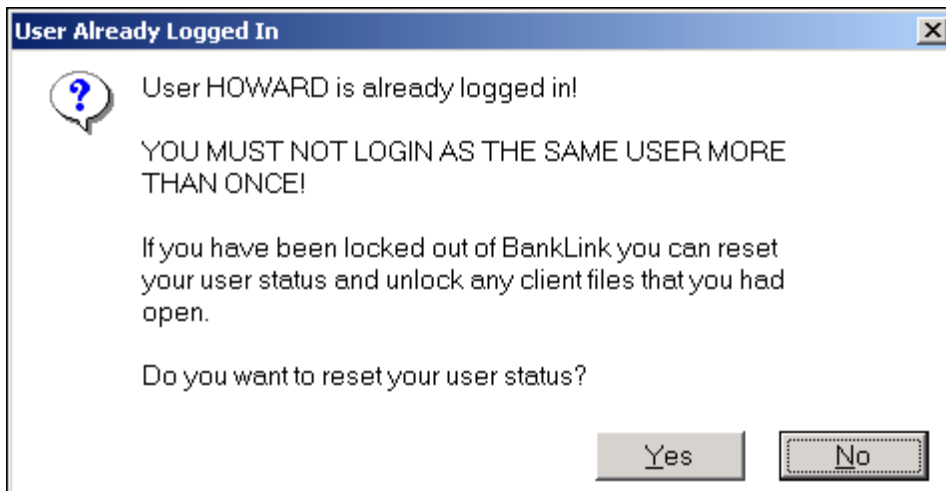 User Already Logged In
User HOWARD is already logged in!
YOU MUST NOT LOGIN AS THE SAME USER MORE
THAN ONCE!
If you have been locked out of BankLink you can reset
your user status and unlock any client files that you had
open.
Do you want to reset your user status?
Yes No